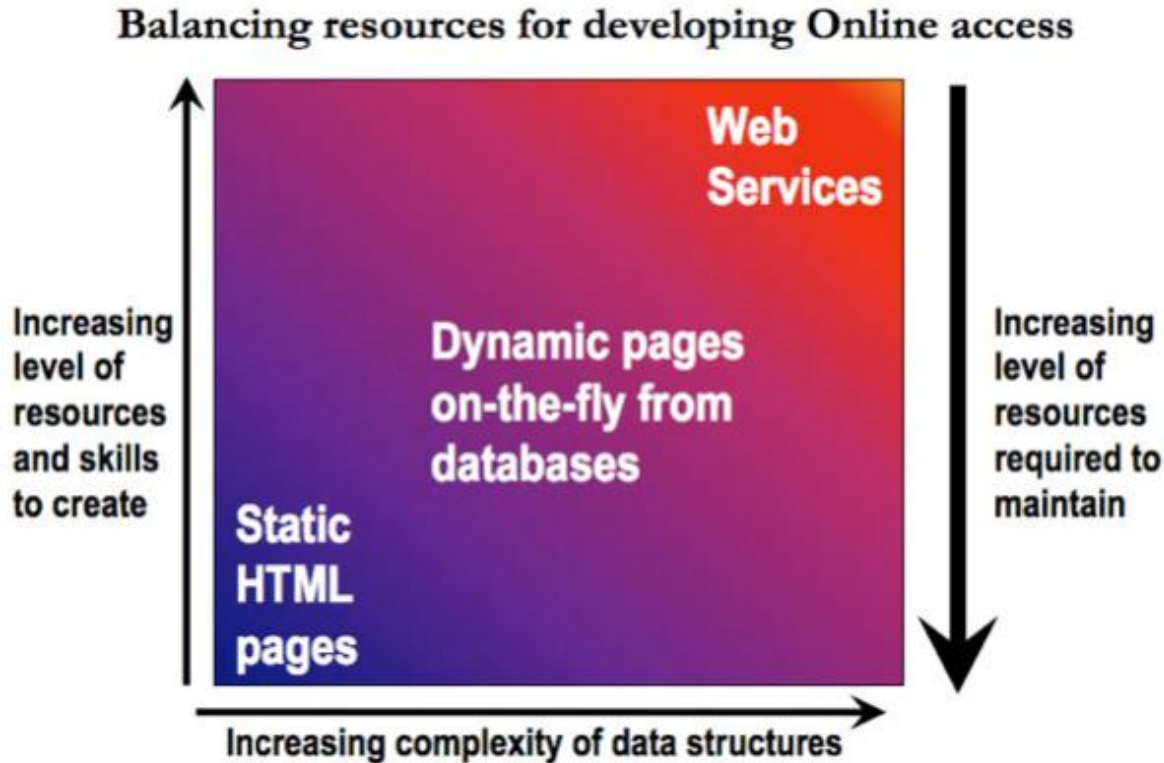 Balancing resources for developing Online access
Web
Services
Increasing
level of
resources
and skills
to create
Dynamic pages
on-the-fly from
databases
Increasing
level of
resources
required to
maintain
Static
HTML
pages
Increasing complexity of data structures